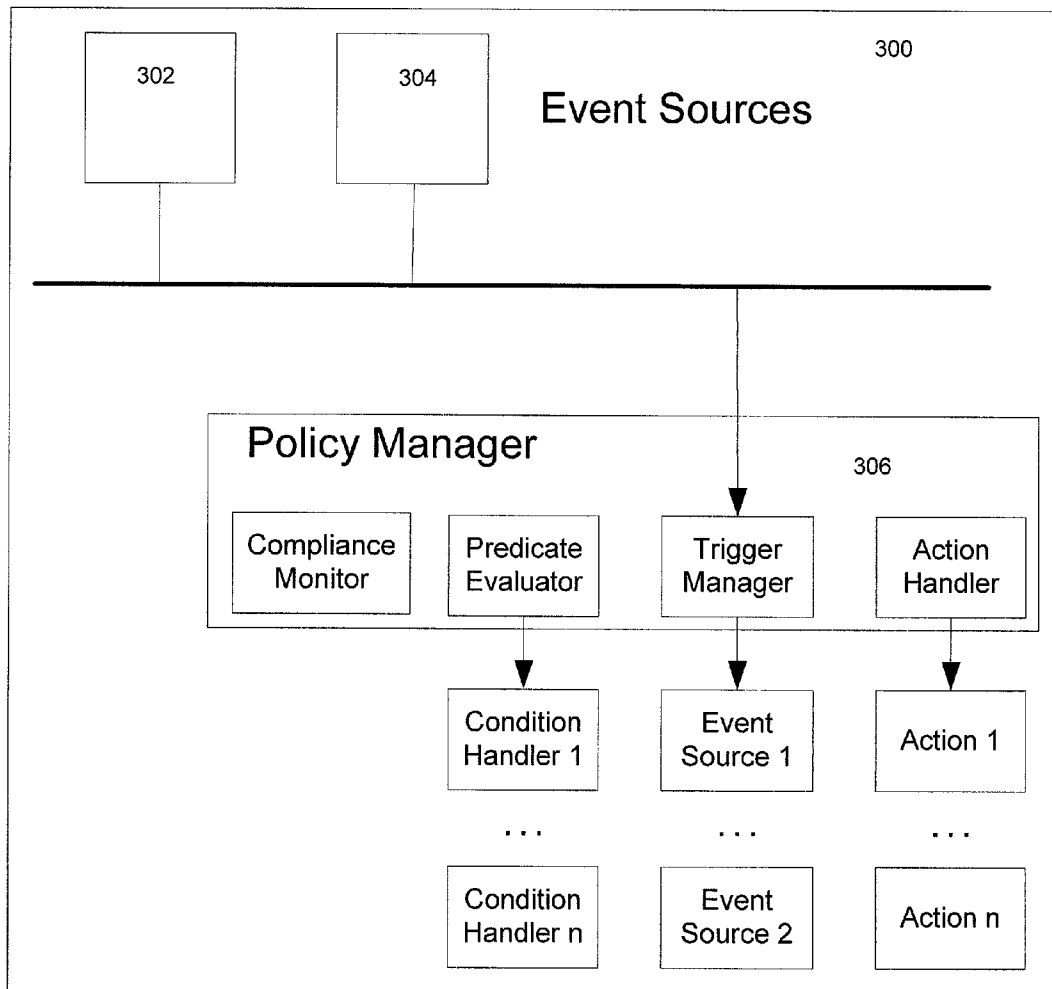 302
304
300
Event Sources
Policy Manager
306
Compliance
Monitor
Predicate
Evaluator
Trigger
Manager
Action
Handler
Condition
Handler 1
Event
Source 1
Action 1
...
...
...
Condition
Handler n
Event
Source 2
Action n